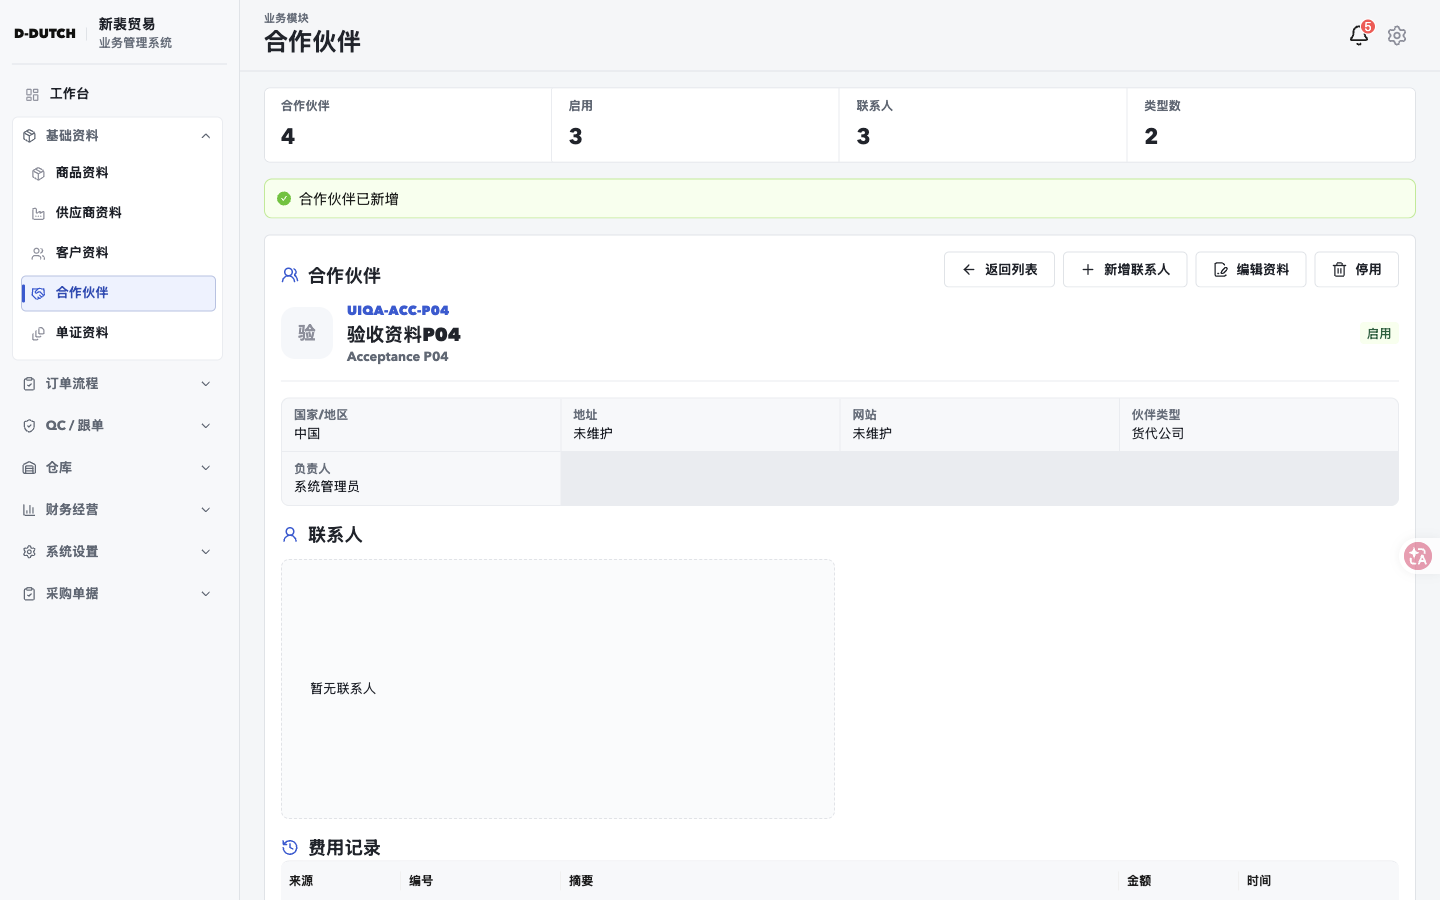 D-DUTCH
新裴贸易
业务管理系统
工作台
基础资料
商品资料
供应商资料
客户资料
合作伙伴
单证资料
订单流程
QC / 跟单
仓库
财务经营
系统设置
采购单据
业务模块
合作伙伴
5
合作伙伴
4
启用
3
联系人
3
类型数
2
合作伙伴已新增
合作伙伴
返回列表
新增联系人
编辑资料
停用
验
UIQA-ACC-P04
验收资料P04
Acceptance P04
启用
国家/地区
中国
地址
未维护
网站
未维护
伙伴类型
货代公司
负责人
系统管理员
联系人
暂无联系人
费用记录
来源 编号 摘要 金额 时间